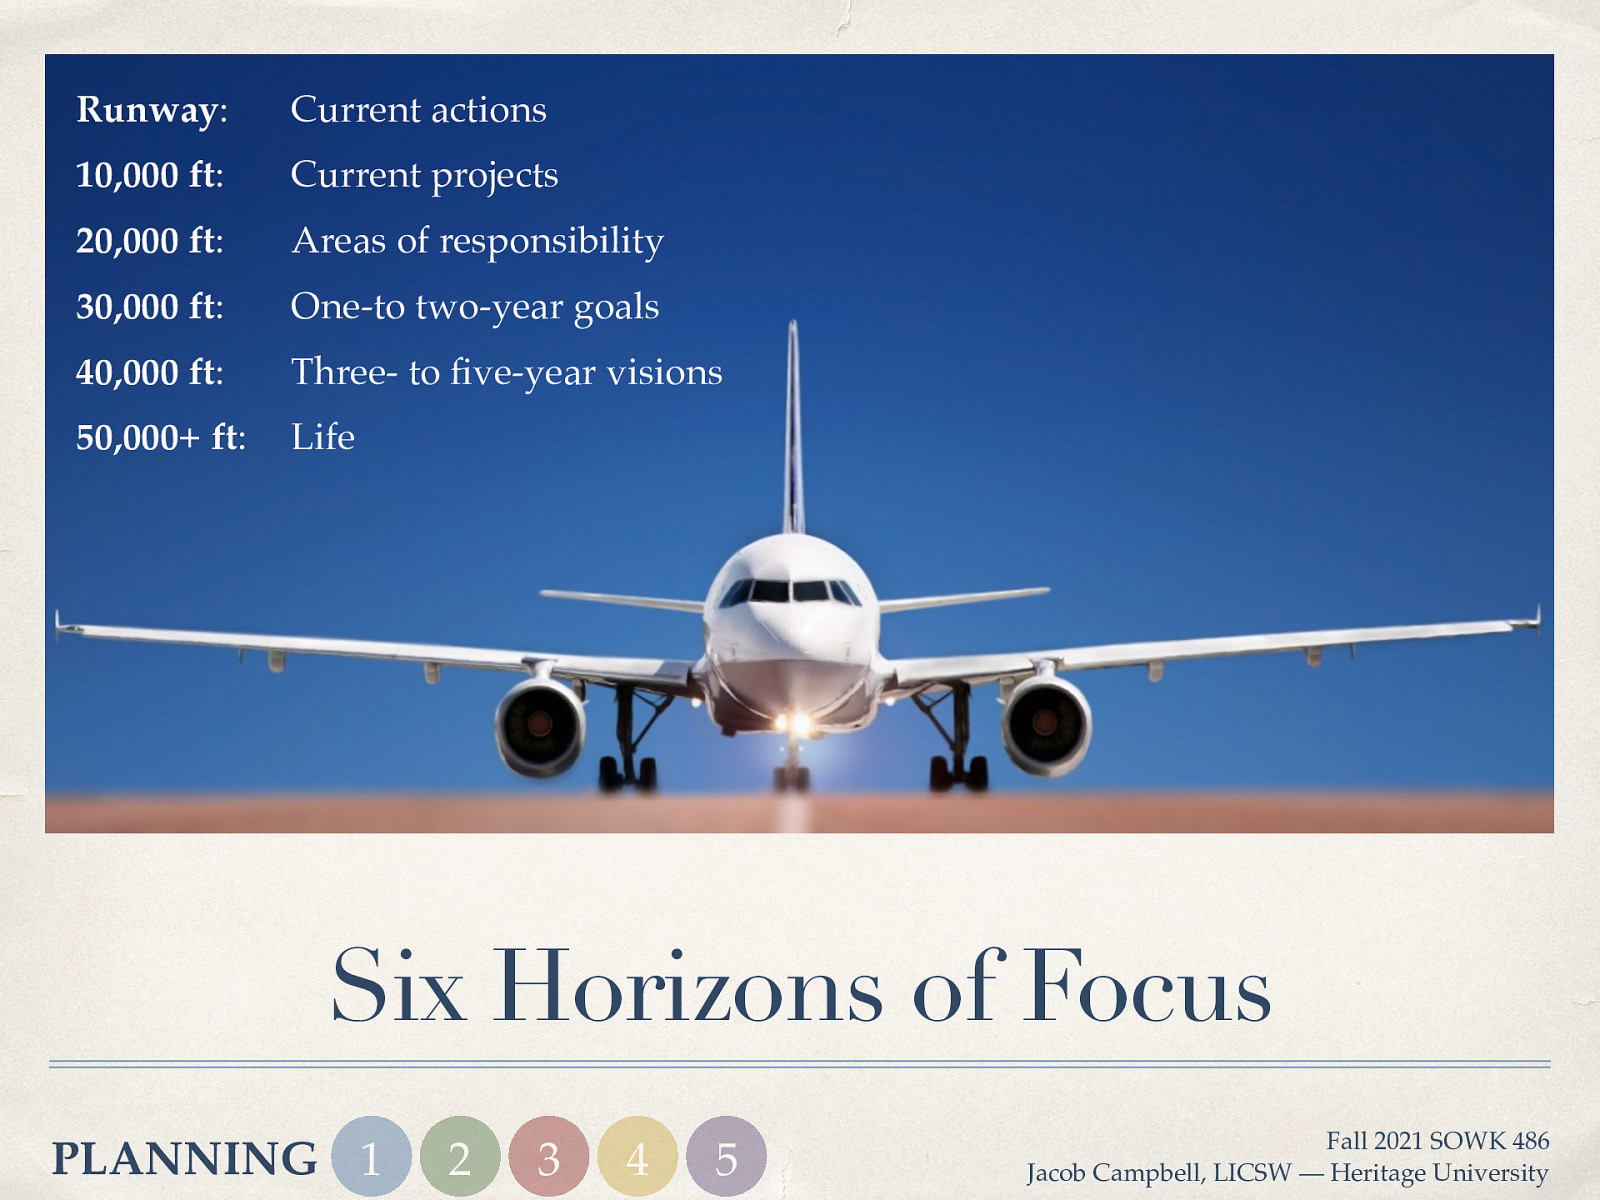 Runway: Current actions
10,000 ft: Current projects
20,000 ft: Areas of responsibility
30,000 ft: One-to two-year goals
40,000 ft: Three- to five-year visions
50,000+ ft: Life
Six Horizons of Focus
PLANNING 1 2 3 4 5
Fall 2021 SOWK 486
Jacob Campbell, LICSW — Heritage University